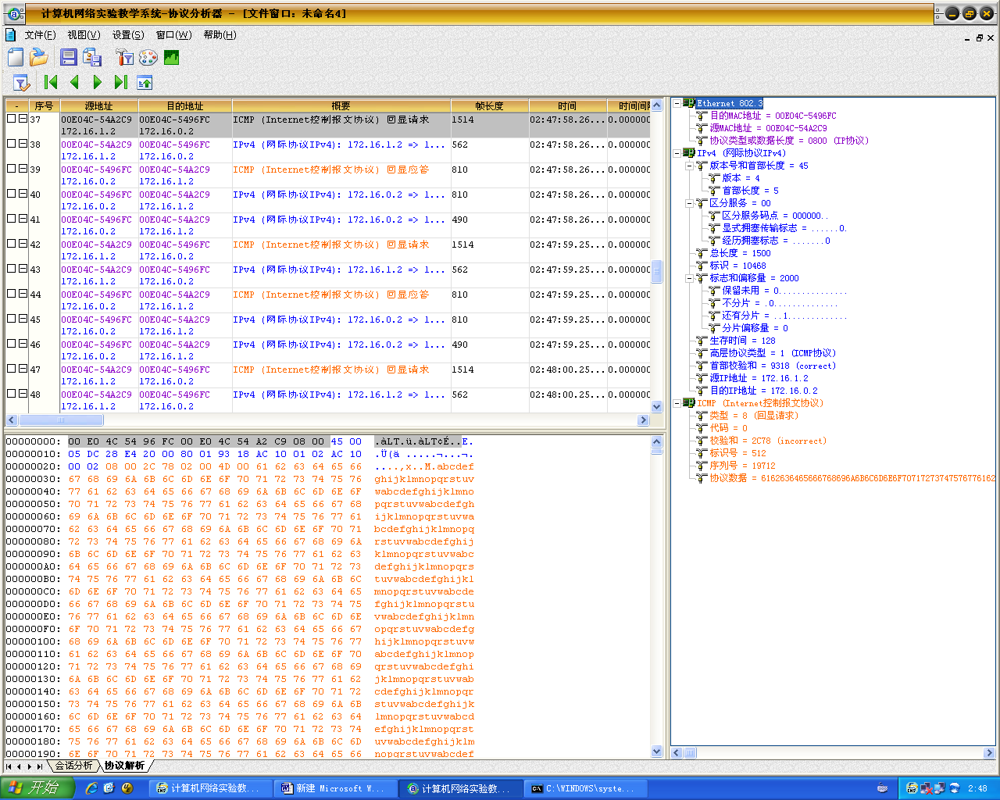 计算机网络实验教学系统-协议分析器 - [文件窗口: 未命名4]
文件(F) 视图(V) 设置(S) 窗口(W) 帮助(H)
- 序号 源地址 目的地址 概要 帧长度 时间 时间间
37 00E04C-54A2C9 00E04C-5496FC ICMP (Internet控制报文协议) 回显请求 1514 02:47:58.26... 0.000000
172.16.1.2 172.16.0.2
38 00E04C-54A2C9 00E04C-5496FC IPv4 (网际协议IPv4): 172.16.1.2 => 1... 562 02:47:58.26... 0.000000
172.16.1.2 172.16.0.2
39 00E04C-5496FC 00E04C-54A2C9 ICMP (Internet控制报文协议) 回显应答 810 02:47:58.26... 0.000000
172.16.0.2 172.16.1.2
40 00E04C-5496FC 00E04C-54A2C9 IPv4 (网际协议IPv4): 172.16.0.2 => 1... 810 02:47:58.26... 0.000000
172.16.0.2 172.16.1.2
41 00E04C-5496FC 00E04C-54A2C9 IPv4 (网际协议IPv4): 172.16.0.2 => 1... 490 02:47:58.26... 0.000000
172.16.0.2 172.16.1.2
42 00E04C-54A2C9 00E04C-5496FC ICMP (Internet控制报文协议) 回显请求 1514 02:47:59.25... 0.000000
172.16.1.2 172.16.0.2
43 00E04C-54A2C9 00E04C-5496FC IPv4 (网际协议IPv4): 172.16.1.2 => 1... 562 02:47:59.25... 0.000000
172.16.1.2 172.16.0.2
44 00E04C-5496FC 00E04C-54A2C9 ICMP (Internet控制报文协议) 回显应答 810 02:47:59.25... 0.000000
172.16.0.2 172.16.1.2
45 00E04C-5496FC 00E04C-54A2C9 IPv4 (网际协议IPv4): 172.16.0.2 => 1... 810 02:47:59.25... 0.000000
172.16.0.2 172.16.1.2
46 00E04C-5496FC 00E04C-54A2C9 IPv4 (网际协议IPv4): 172.16.0.2 => 1... 490 02:47:59.25... 0.000000
172.16.0.2 172.16.1.2
47 00E04C-54A2C9 00E04C-5496FC ICMP (Internet控制报文协议) 回显请求 1514 02:48:00.25... 0.000000
172.16.1.2 172.16.0.2
48 00E04C-54A2C9 00E04C-5496FC IPv4 (网际协议IPv4): 172.16.1.2 => 1... 562 02:48:00.25... 0.000000
172.16.1.2 172.16.0.2
Ethernet 802.3
目的MAC地址 = 00E04C-5496FC
源MAC地址 = 00E04C-54A2C9
协议类型或数据长度 = 0800 (IP协议)
IPv4 (网际协议IPv4)
版本号和首部长度 = 45
版本 = 4
首部长度 = 5
区分服务 = 00
区分服务码点 = 000000..
显式拥塞传输标志 = ......0.
经历拥塞标志 = .......0
总长度 = 1500
标识 = 10468
标志和偏移量 = 2000
保留未用 = 0...............
不分片 = .0..............
还有分片 = ..1.............
分片偏移量 = 0
生存时间 = 128
高层协议类型 = 1 (ICMP协议)
首部校验和 = 9318 (correct)
源IP地址 = 172.16.1.2
目的IP地址 = 172.16.0.2
ICMP (Internet控制报文协议)
类型 = 8 (回显请求)
代码 = 0
校验和 = 2C78 (incorrect)
标识号 = 512
序列号 = 19712
协议数据 = 6162636465666768696A6B6C6D6E6F70717273747576776162
00000000: 00 E0 4C 54 96 FC 00 E0 4C 54 A2 C9 08 00 45 00 .àLT.ü.àLT¢É..E.
00000010: 05 DC 28 E4 20 00 80 01 93 18 AC 10 01 02 AC 10 .Ü(ä .....¬...¬.
00000020: 00 02 08 00 2C 78 02 00 4D 00 61 62 63 64 65 66 ....,x..M.abcdef
00000030: 67 68 69 6A 6B 6C 6D 6E 6F 70 71 72 73 74 75 76 ghijklmnopqrstuv
00000040: 77 61 62 63 64 65 66 67 68 69 6A 6B 6C 6D 6E 6F wabcdefghijklmno
00000050: 70 71 72 73 74 75 76 77 61 62 63 64 65 66 67 68 pqrstuvwabcdefgh
00000060: 69 6A 6B 6C 6D 6E 6F 70 71 72 73 74 75 76 77 61 ijklmnopqrstuvwa
00000070: 62 63 64 65 66 67 68 69 6A 6B 6C 6D 6E 6F 70 71 bcdefghijklmnopq
00000080: 72 73 74 75 76 77 61 62 63 64 65 66 67 68 69 6A rstuvwabcdefghij
00000090: 6B 6C 6D 6E 6F 70 71 72 73 74 75 76 77 61 62 63 klmnopqrstuvwabc
000000A0: 64 65 66 67 68 69 6A 6B 6C 6D 6E 6F 70 71 72 73 defghijklmnopqrs
000000B0: 74 75 76 77 61 62 63 64 65 66 67 68 69 6A 6B 6C tuvwabcdefghijkl
000000C0: 6D 6E 6F 70 71 72 73 74 75 76 77 61 62 63 64 65 mnopqrstuvwabcde
000000D0: 66 67 68 69 6A 6B 6C 6D 6E 6F 70 71 72 73 74 75 fghijklmnopqrstu
000000E0: 76 77 61 62 63 64 65 66 67 68 69 6A 6B 6C 6D 6E vwabcdefghijklmn
000000F0: 6F 70 71 72 73 74 75 76 77 61 62 63 64 65 66 67 opqrstuvwabcdefg
00000100: 68 69 6A 6B 6C 6D 6E 6F 70 71 72 73 74 75 76 77 hijklmnopqrstuvw
00000110: 61 62 63 64 65 66 67 68 69 6A 6B 6C 6D 6E 6F 70 abcdefghijklmnop
00000120: 71 72 73 74 75 76 77 61 62 63 64 65 66 67 68 69 qrstuvwabcdefghi
00000130: 6A 6B 6C 6D 6E 6F 70 71 72 73 74 75 76 77 61 62 jklmnopqrstuvwab
00000140: 63 64 65 66 67 68 69 6A 6B 6C 6D 6E 6F 70 71 72 cdefghijklmnopqr
00000150: 73 74 75 76 77 61 62 63 64 65 66 67 68 69 6A 6B stuvwabcdefghijk
00000160: 6C 6D 6E 6F 70 71 72 73 74 75 76 77 61 62 63 64 lmnopqrstuvwabcd
00000170: 65 66 67 68 69 6A 6B 6C 6D 6E 6F 70 71 72 73 74 efghijklmnopqrst
00000180: 75 76 77 61 62 63 64 65 66 67 68 69 6A 6B 6C 6D uvwabcdefghijklm
00000190: 6E 6F 70 71 72 73 74 75 76 77 61 62 63 64 65 66 nopqrstuvwabcdef
会话分析 协议解析
开始 计算机网络实验教... 新建 Microsoft W... 计算机网络实验教... C:\WINDOWS\syste... 2:48